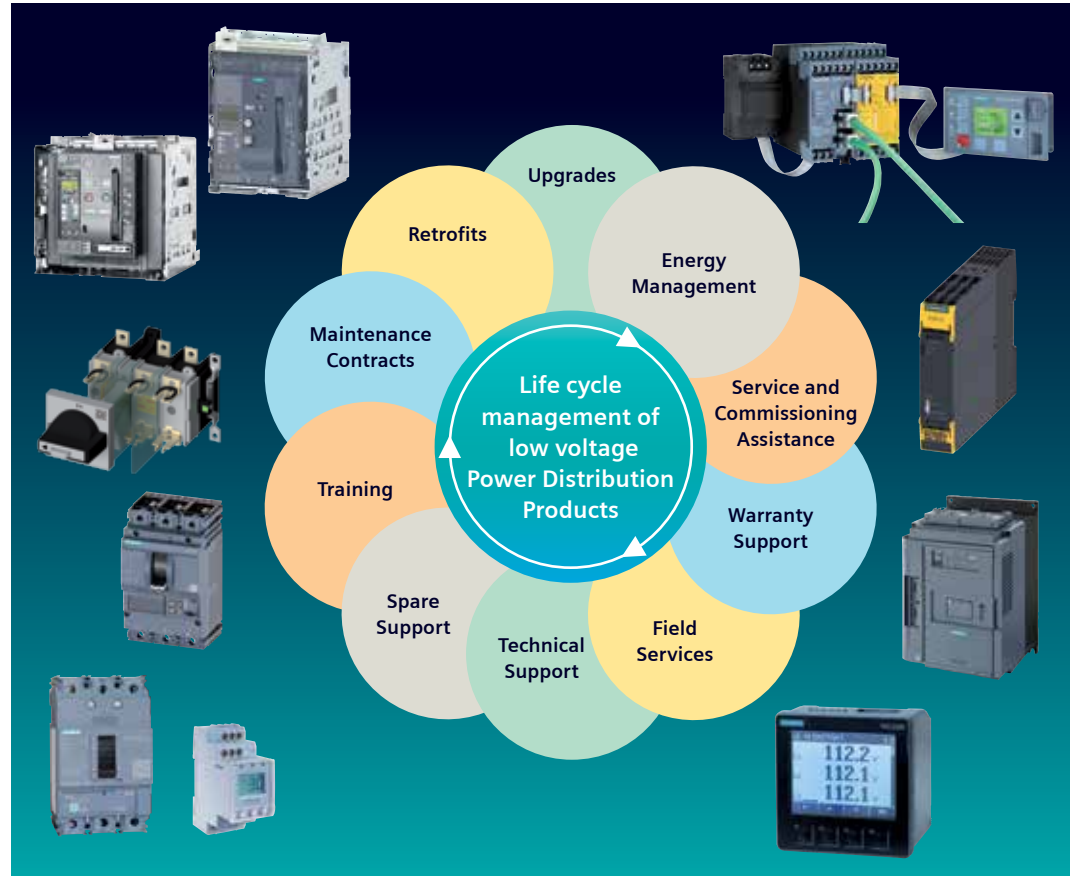 Upgrades
Energy
Management
Service and
Commissioning
Assistance
Warranty
Support
Field
Services
Technical
Support
Spare
Support
Training
Maintenance
Contracts
Retrofits
Life cycle
management of
low voltage
Power Distribution
Products
112.2
112.1
112.1